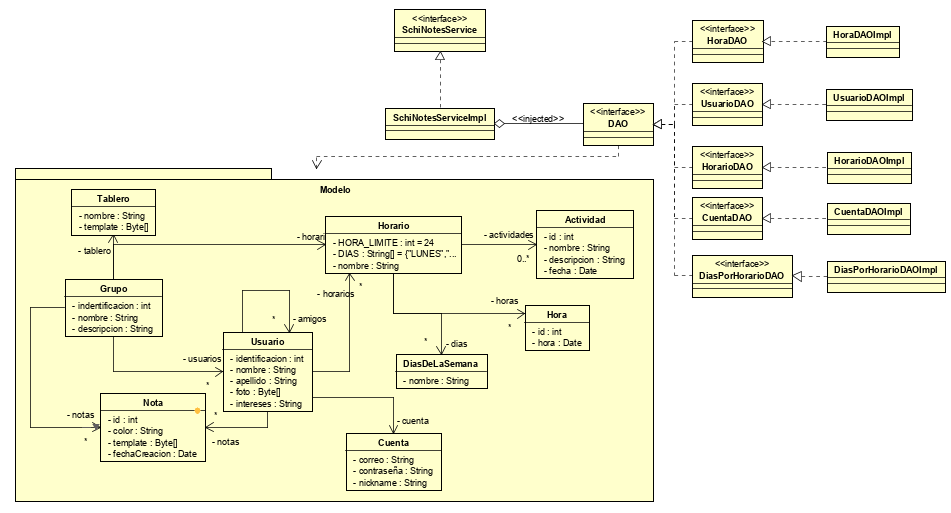 <<interface>>
SchiNotesService
SchiNotesServiceImpl
<<injected>>
<<interface>>
DAO
<<interface>>
HoraDAO
HoraDAOImpl
<<interface>>
UsuarioDAO
UsuarioDAOImpl
<<interface>>
HorarioDAO
HorarioDAOImpl
<<interface>>
CuentaDAO
CuentaDAOImpl
<<interface>>
DiasPorHorarioDAO
DiasPorHorarioDAOImpl
Modelo
Tablero
- nombre : String
- template : Byte[]
- tablero
Grupo
- indentificacion : int
- nombre : String
- descripcion : String
- horari
Horario
- HORA_LIMITE : int = 24
- DIAS : String[] = {"LUNES","...
- nombre : String
- actividades
0..*
Actividad
- id : int
- nombre : String
- descripcion : String
- fecha : Date
- horarios
*
- horas
*
Hora
- id : int
- hora : Date
- dias
*
DiasDeLaSemana
- nombre : String
- amigos
*
- usuarios
*
Usuario
- identificacion : int
- nombre : String
- apellido : String
- foto : Byte[]
- intereses : String
- notas
*
Nota
- id : int
- color : String
- template : Byte[]
- fechaCreacion : Date
*
- notas
- cuenta
Cuenta
- correo : String
- contraseña : String
- nickname : String